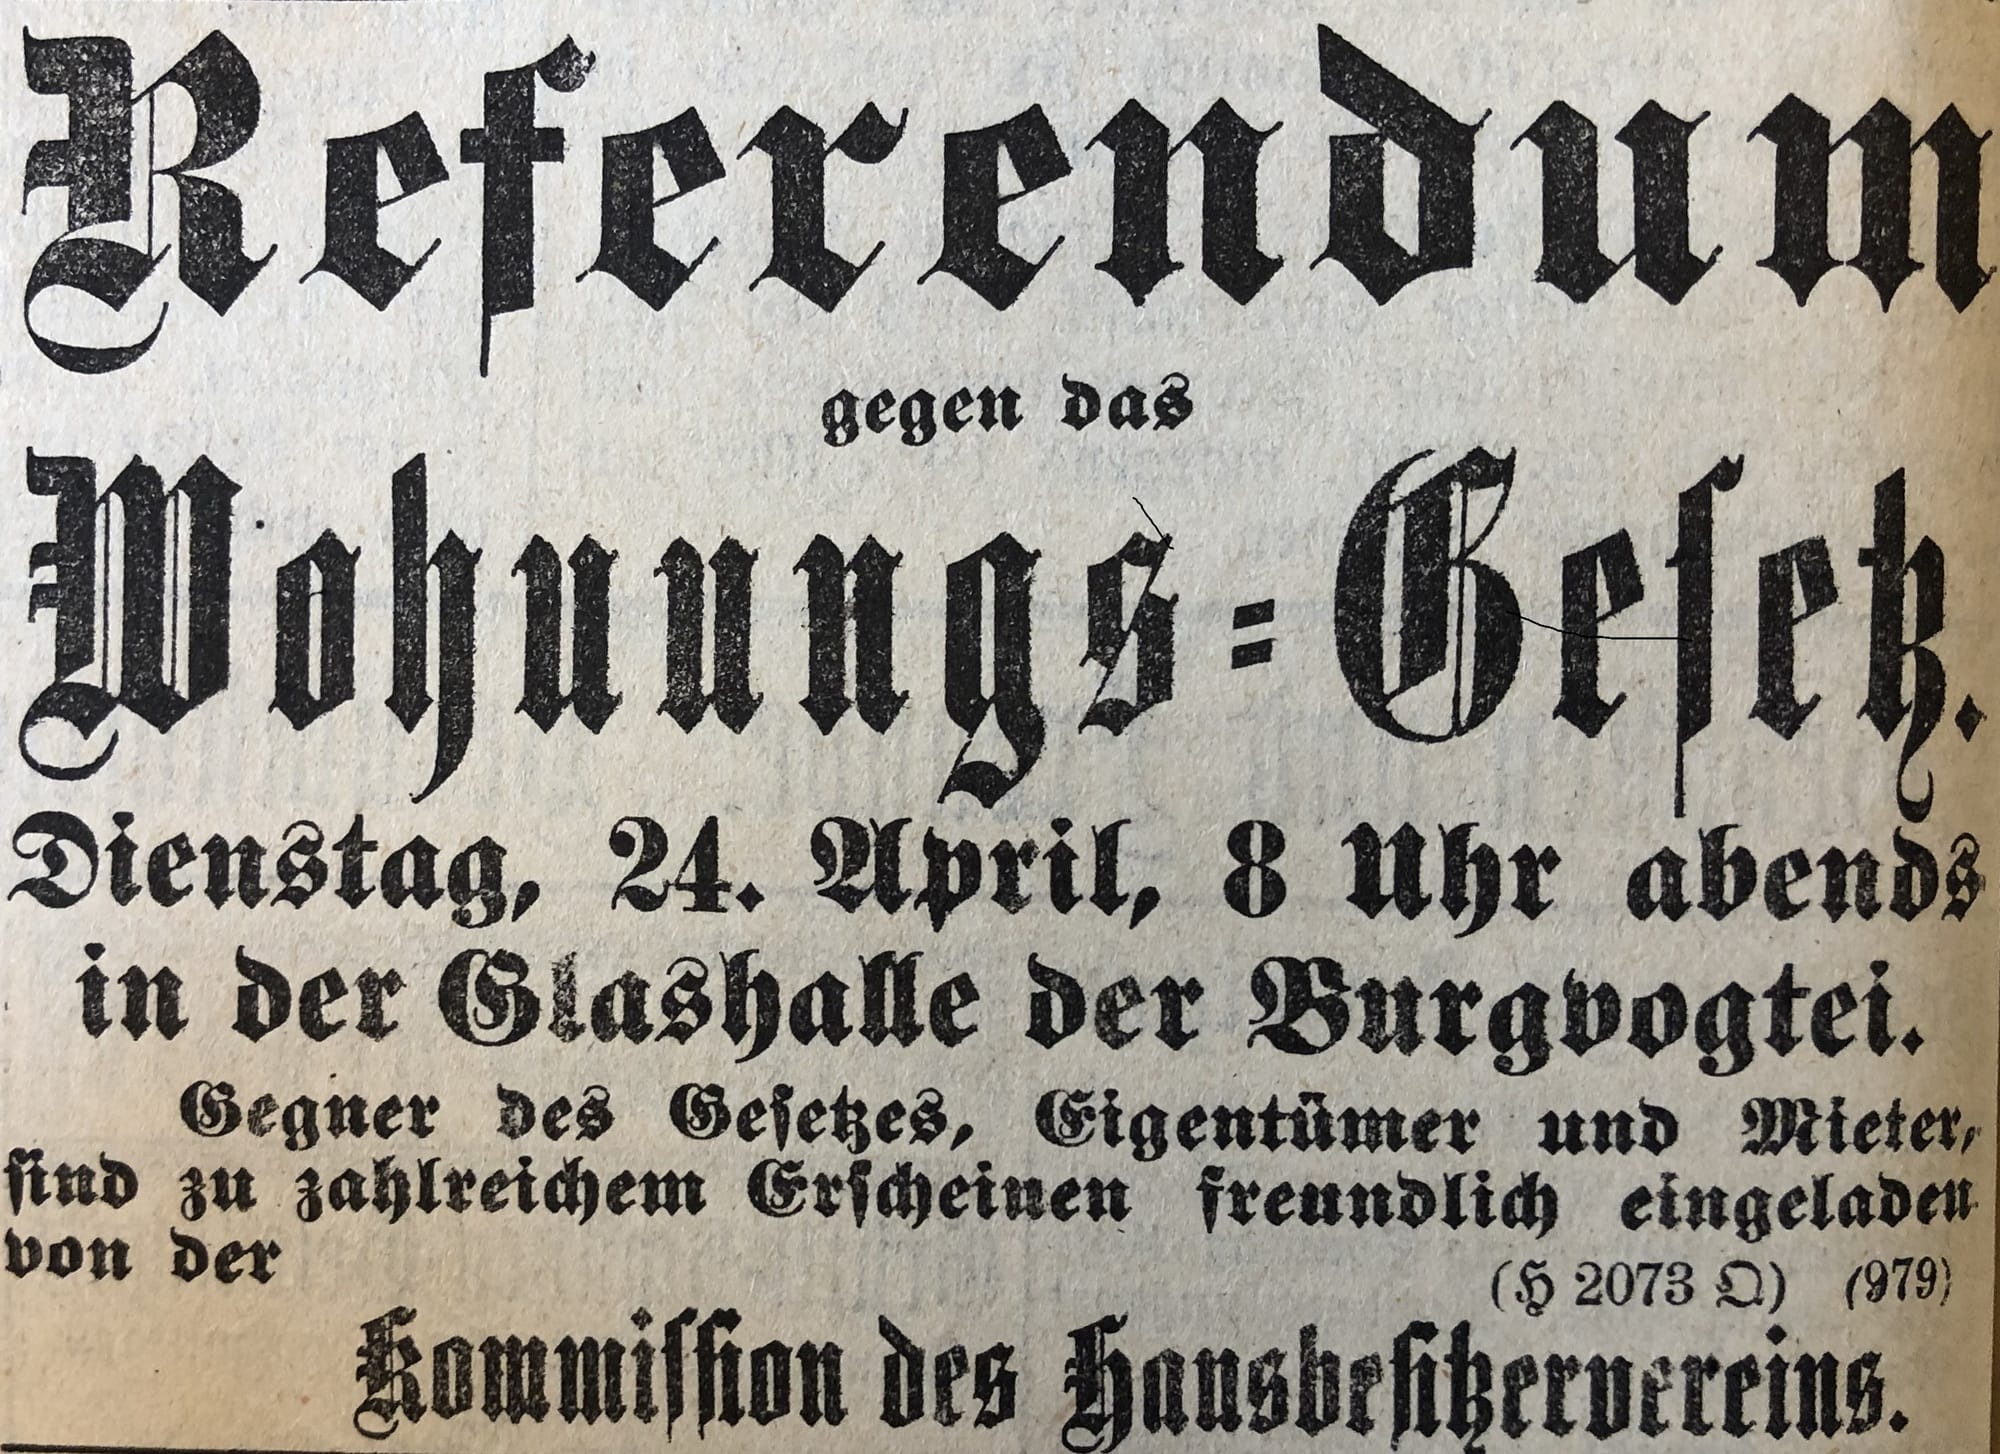 Referendum
gegen das
Wohnungs=Gesetz.
Dienstag, 24. April, 8 Uhr abends
in der Glashalle der Burgvogtei.
Gegner des Gesetzes, Eigentümer und Mieter,
sind zu zahlreichem Erscheinen freundlich eingeladen
von der (H 2073 Q) (979)
Kommission des Hausbesitzervereins.